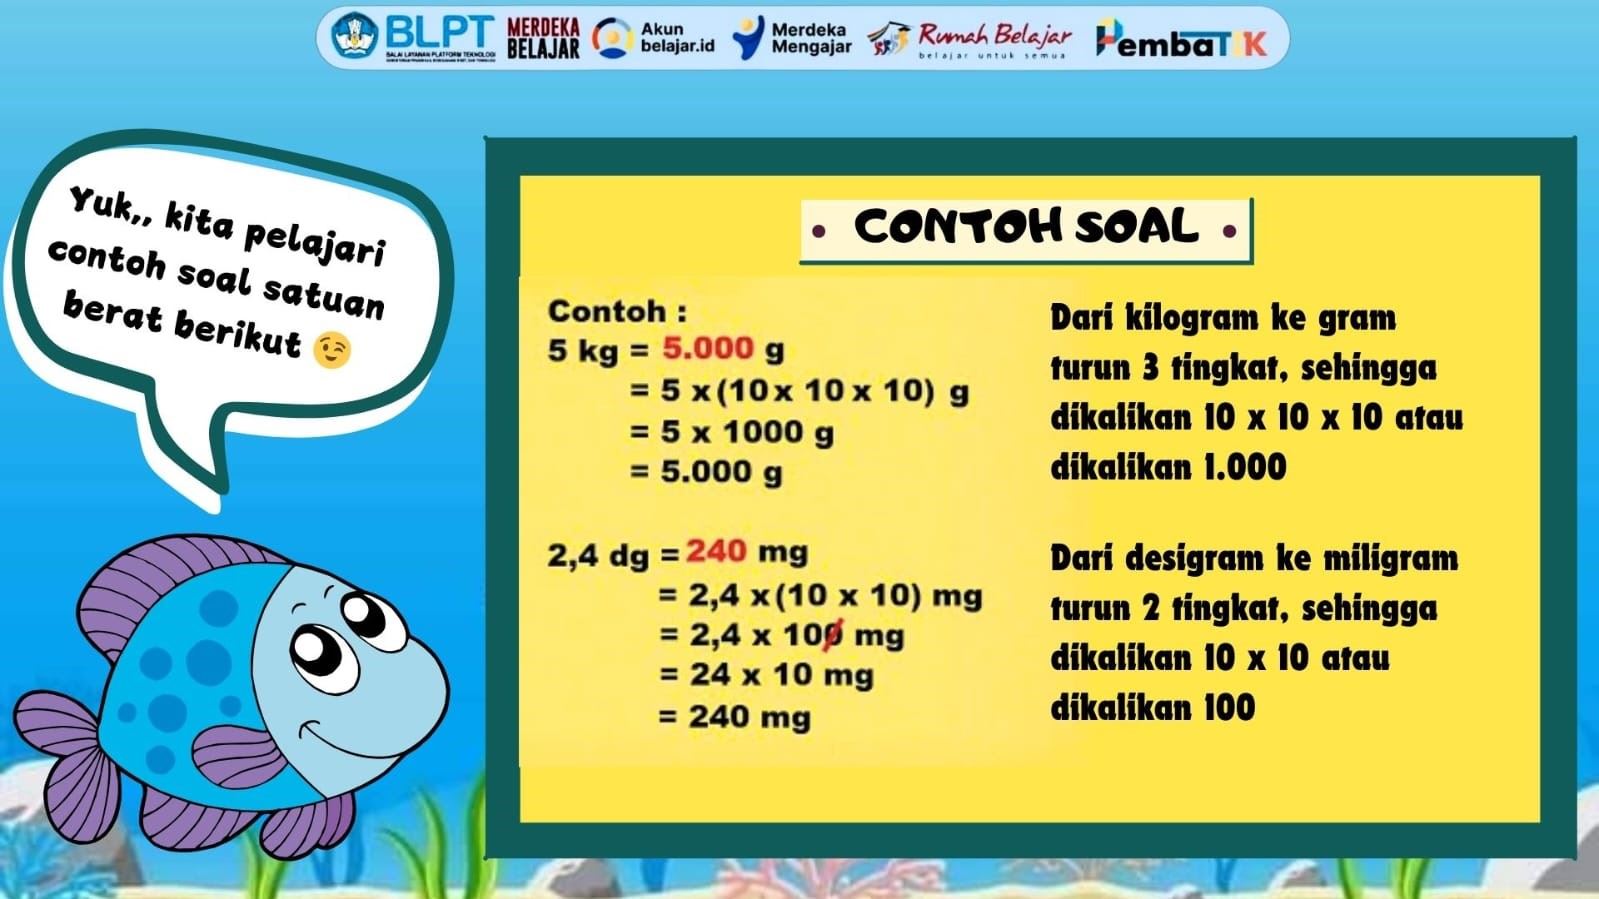 BLPT
BALAI LAYANAN PLATFORM TEKNOLOGI
MERDEKA
BELAJAR
Akun
belajar.id
Merdeka
Mengajar
Rumah Belajar
belajar untuk semua
PembaTIK
Yuk,, kita pelajari
contoh soal satuan
berat berikut 😉
• CONTOH SOAL •
Contoh :
5 kg = 5.000 g
= 5 x (10 x 10 x 10) g
= 5 x 1000 g
= 5.000 g
Dari kilogram ke gram
turun 3 tingkat, sehingga
dikalikan 10 x 10 x 10 atau
dikalikan 1.000
2,4 dg = 240 mg
= 2,4 x (10 x 10) mg
= 2,4 x 100 mg
= 24 x 10 mg
= 240 mg
Dari desigram ke miligram
turun 2 tingkat, sehingga
dikalikan 10 x 10 atau
dikalikan 100